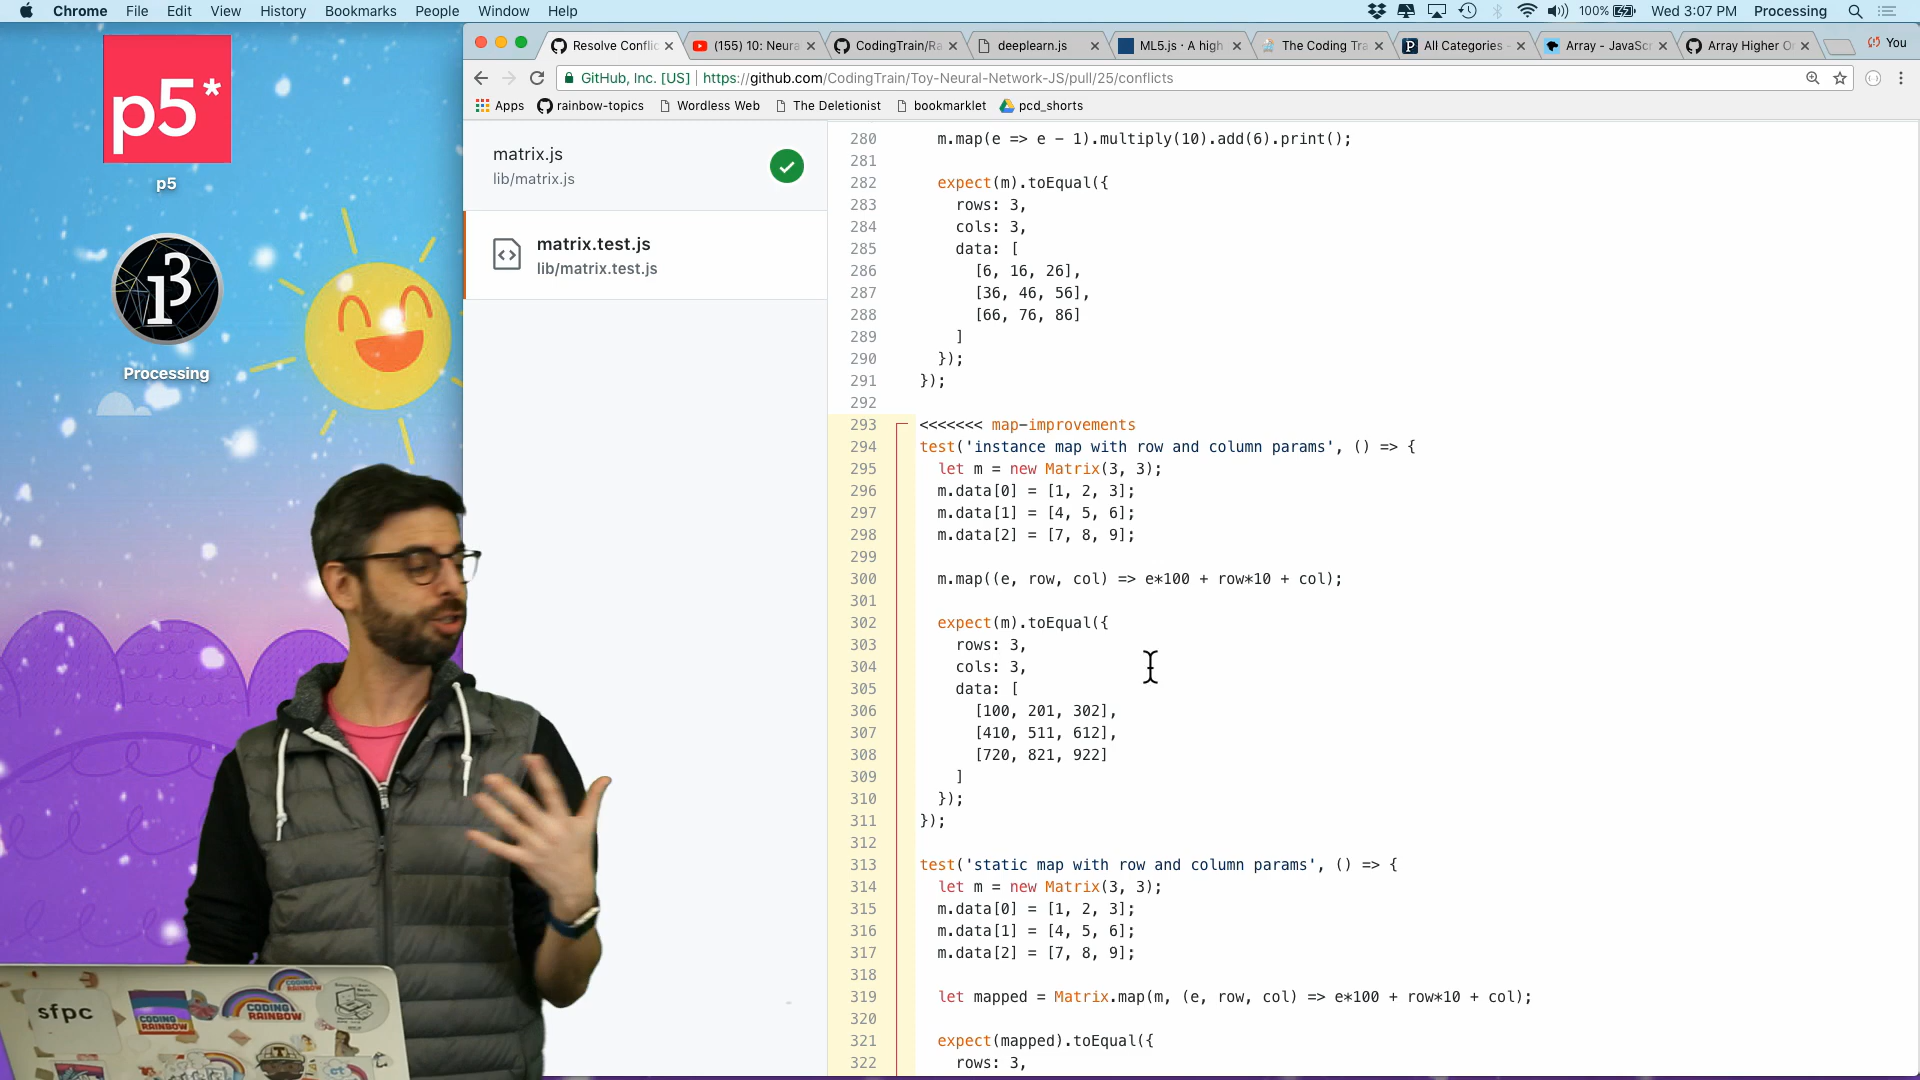 Chrome File Edit View History Bookmarks People Window Help 100% Wed 3:07 PM Processing
Resolve Conflic (155) 10: Neura CodingTrain/Ra deeplearn.js ML5.js · A high The Coding Tra All Categories - Array - JavaSc Array Higher O You
GitHub, Inc. [US] https://github.com/CodingTrain/Toy-Neural-Network-JS/pull/25/conflicts
Apps rainbow-topics Wordless Web The Deletionist bookmarklet pcd_shorts
p5*
p5
Processing
matrix.js
lib/matrix.js
matrix.test.js
lib/matrix.test.js
280 m.map(e => e - 1).multiply(10).add(6).print();
281
282 expect(m).toEqual({
283 rows: 3,
284 cols: 3,
285 data: [
286 [6, 16, 26],
287 [36, 46, 56],
288 [66, 76, 86]
289 ]
290 });
291 });
292
293 <<<<<<< map-improvements
294 test('instance map with row and column params', () => {
295 let m = new Matrix(3, 3);
296 m.data[0] = [1, 2, 3];
297 m.data[1] = [4, 5, 6];
298 m.data[2] = [7, 8, 9];
299
300 m.map((e, row, col) => e*100 + row*10 + col);
301
302 expect(m).toEqual({
303 rows: 3,
304 cols: 3,
305 data: [
306 [100, 201, 302],
307 [410, 511, 612],
308 [720, 821, 922]
309 ]
310 });
311 });
312
313 test('static map with row and column params', () => {
314 let m = new Matrix(3, 3);
315 m.data[0] = [1, 2, 3];
316 m.data[1] = [4, 5, 6];
317 m.data[2] = [7, 8, 9];
318
319 let mapped = Matrix.map(m, (e, row, col) => e*100 + row*10 + col);
320
321 expect(mapped).toEqual({
322 rows: 3,
sfpc
CODING RAINBOW
CODING RAINBOW
ct